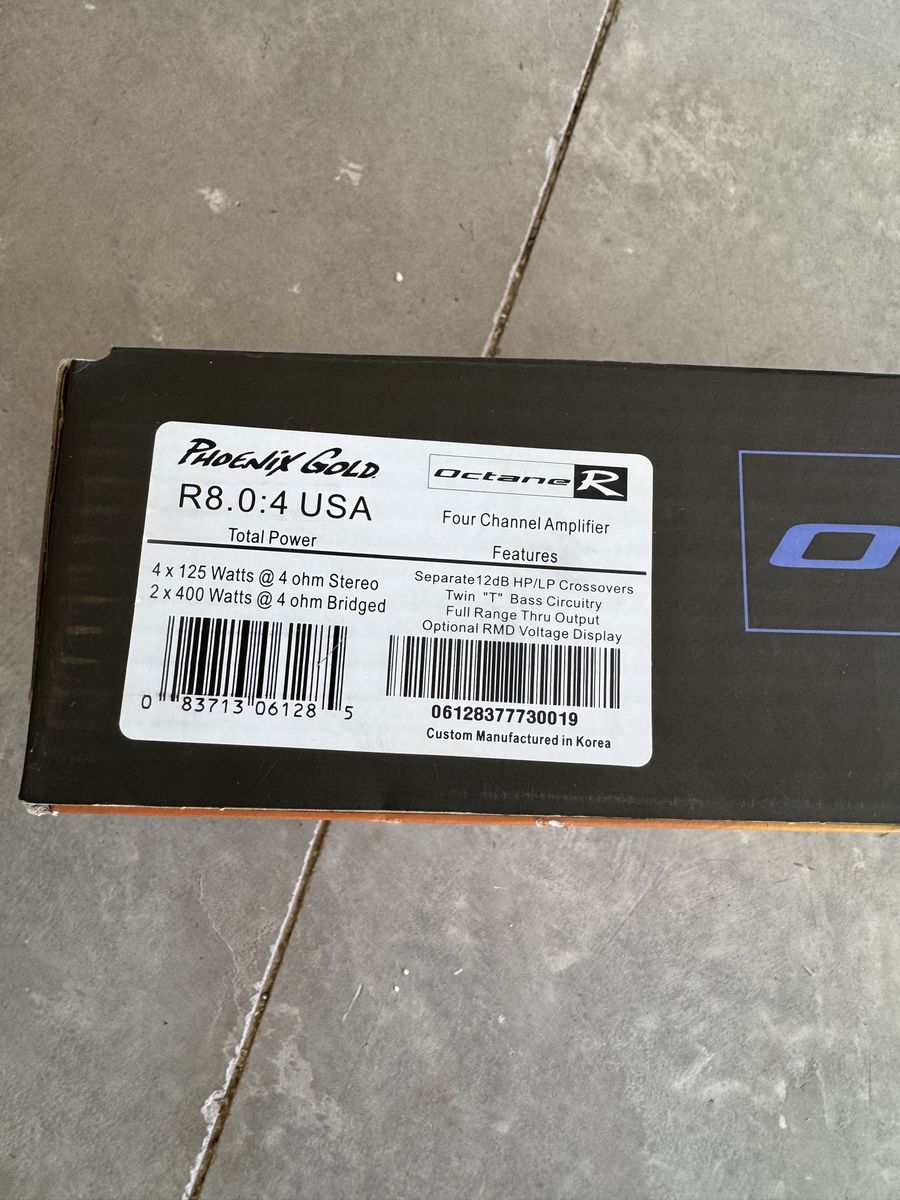 PHOENIX GOLD
R8.0:4 USA
Total Power
4 x 125 Watts @ 4 ohm Stereo
2 x 400 Watts @ 4 ohm Bridged
0 83713 06128 5
Octane R
Four Channel Amplifier
Features
Separate12dB HP/LP Crossovers
Twin "T" Bass Circuitry
Full Range Thru Output
Optional RMD Voltage Display
06128377730019
Custom Manufactured in Korea
O